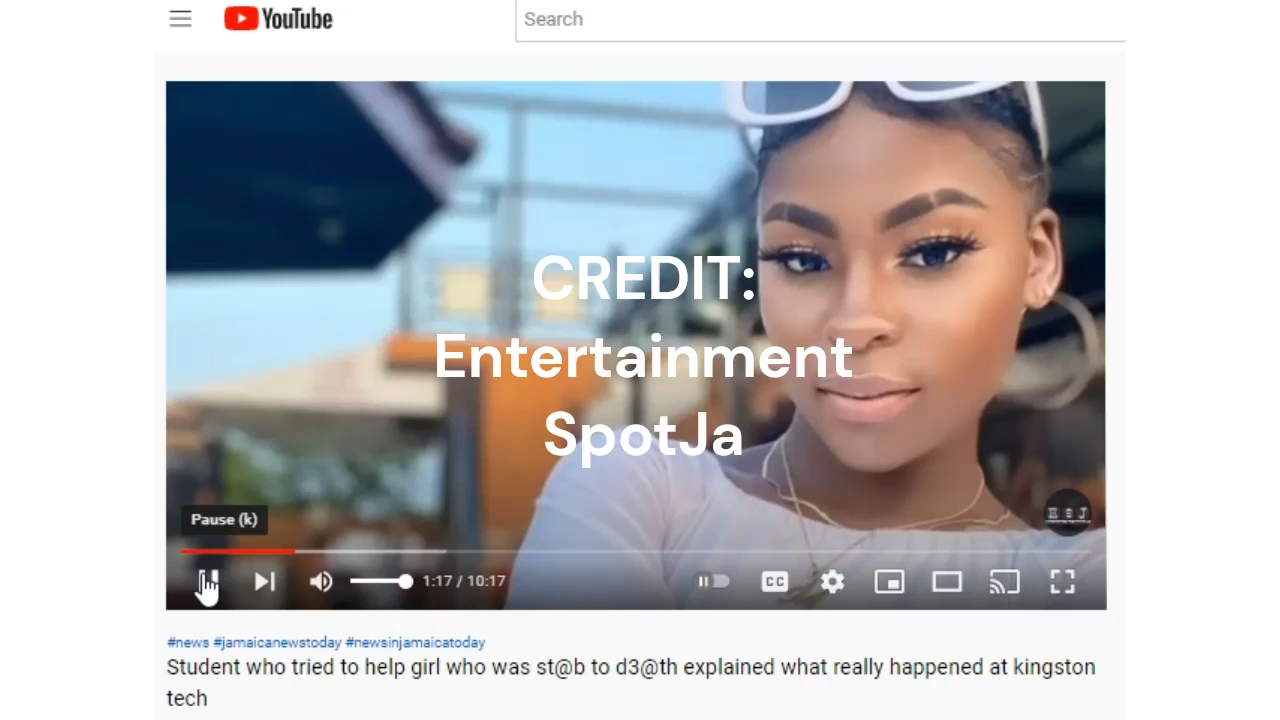 YouTube
Search
CREDIT:
Entertainment
SpotJa
E S J
Pause (k)
1:17 / 10:17
CC
#news #jamaicanewstoday #newsinjamaicatoday
Student who tried to help girl who was st@b to d3@th explained what really happened at kingston
tech